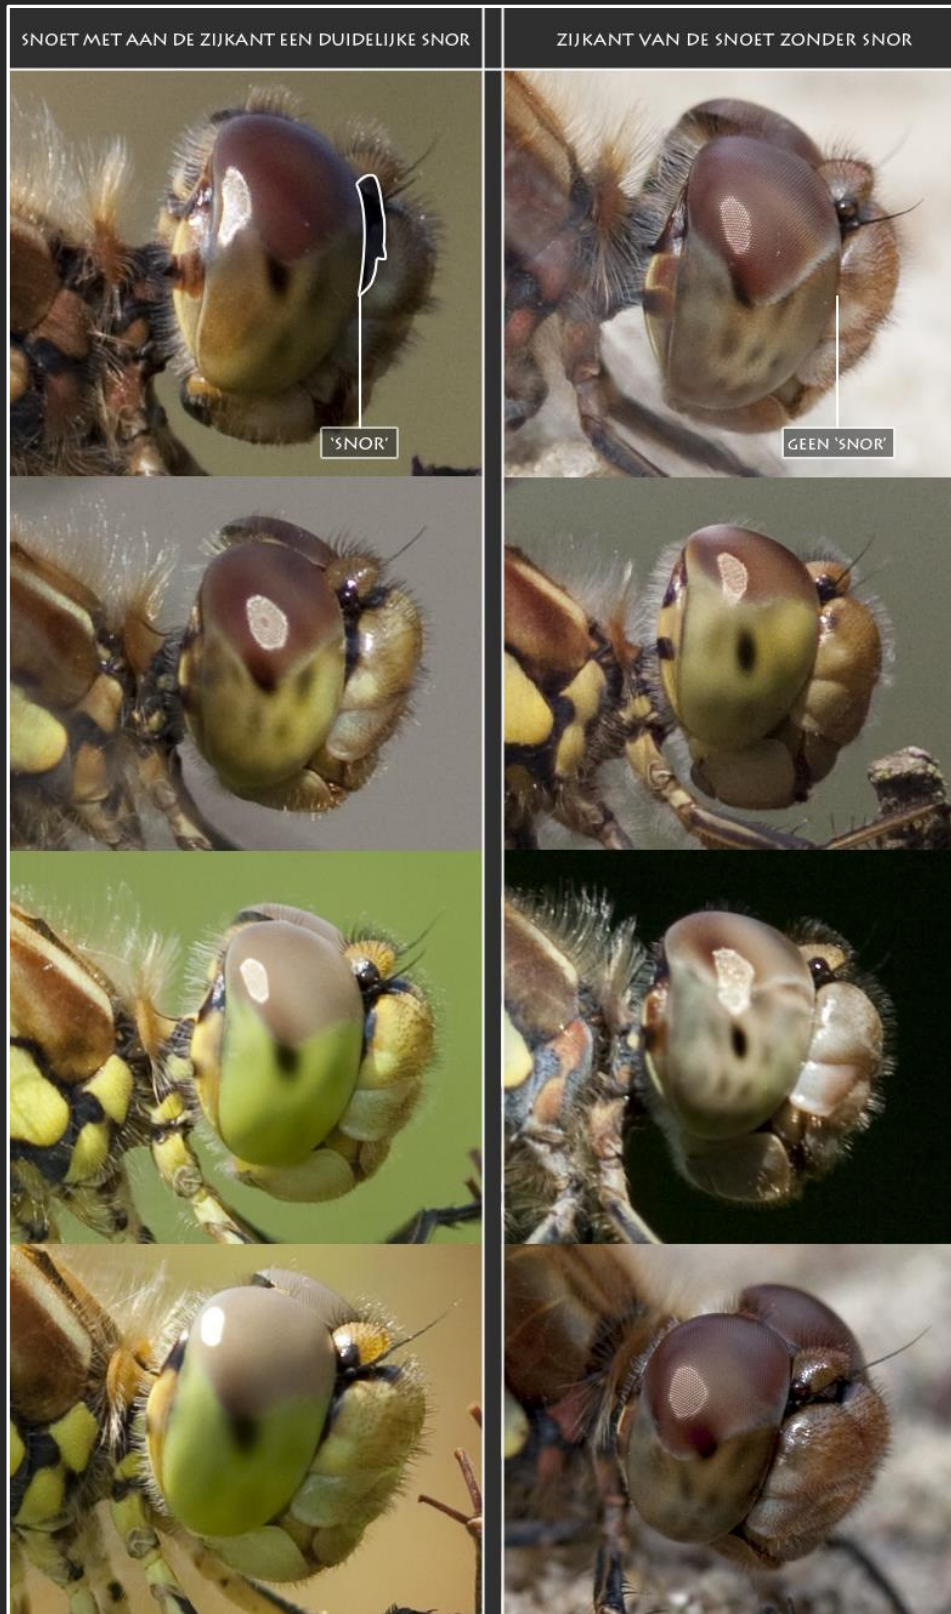 SNOET MET AAN DE ZIJKANT EEN DUIDELIJKE SNOR
ZIJKANT VAN DE SNOET ZONDER SNOR
'SNOR'
GEEN 'SNOR'